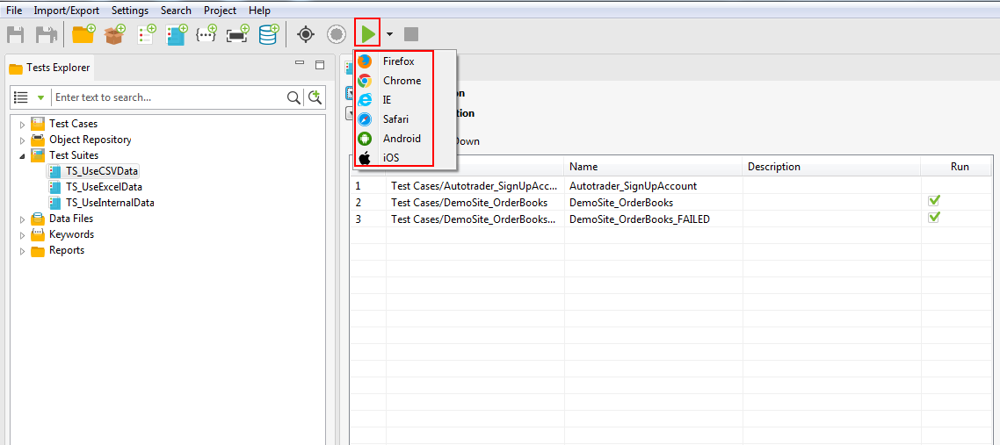 File Import/Export Settings Search Project Help
Tests Explorer
Enter text to search...
Test Cases
Object Repository
Test Suites
TS_UseCSVData
TS_UseExcelData
TS_UseInternalData
Data Files
Keywords
Reports
Firefox
Chrome
IE
Safari
Android
iOS
on
tion
Down
Name Description Run
1 Test Cases/Autotrader_SignUpAcc... Autotrader_SignUpAccount
2 Test Cases/DemoSite_OrderBooks DemoSite_OrderBooks
3 Test Cases/DemoSite_OrderBooks... DemoSite_OrderBooks_FAILED